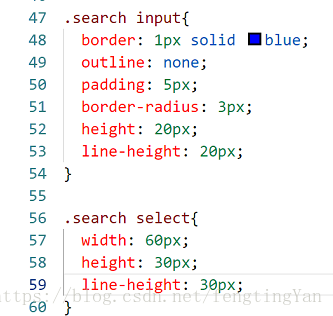 47 .search input{
48 border: 1px solid blue;
49 outline: none;
50 padding: 5px;
51 border-radius: 3px;
52 height: 20px;
53 line-height: 20px;
54 }
55
56 .search select{
57 width: 60px;
58 height: 30px;
59 line-height: 30px;
https://blog.csdn.net/fengtingYan
60 }